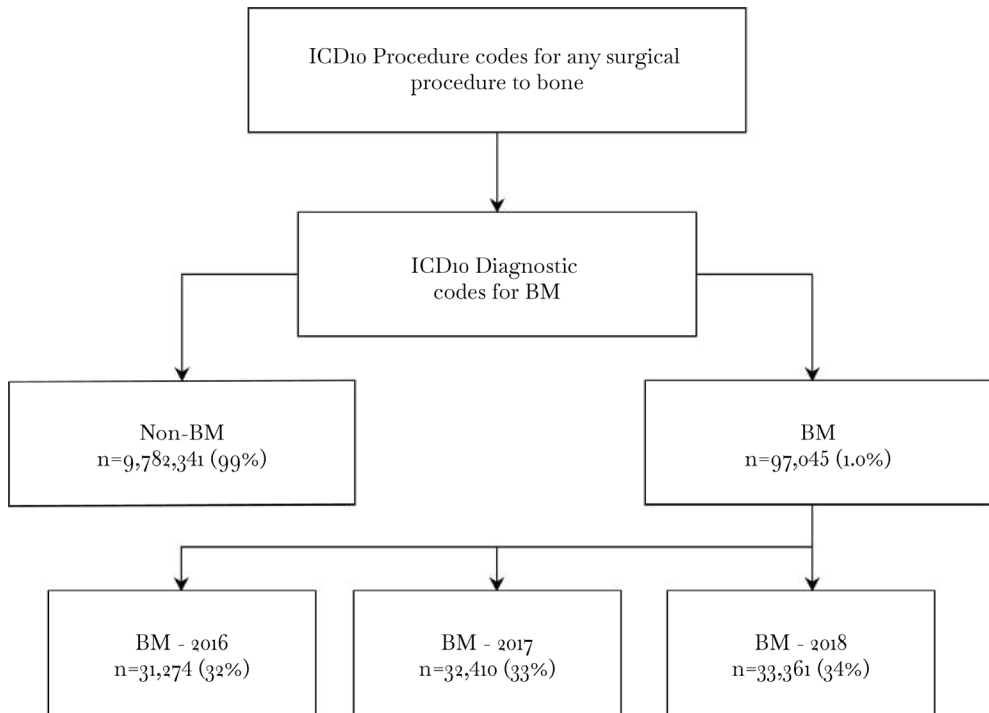 ICD10 Procedure codes for any surgical
procedure to bone
ICD10 Diagnostic
codes for BM
Non-BM
n=9,782,341 (99%)
BM
n=97,045 (1.0%)
BM - 2016
n=31,274 (32%)
BM - 2017
n=32,410 (33%)
BM - 2018
n=33,361 (34%)